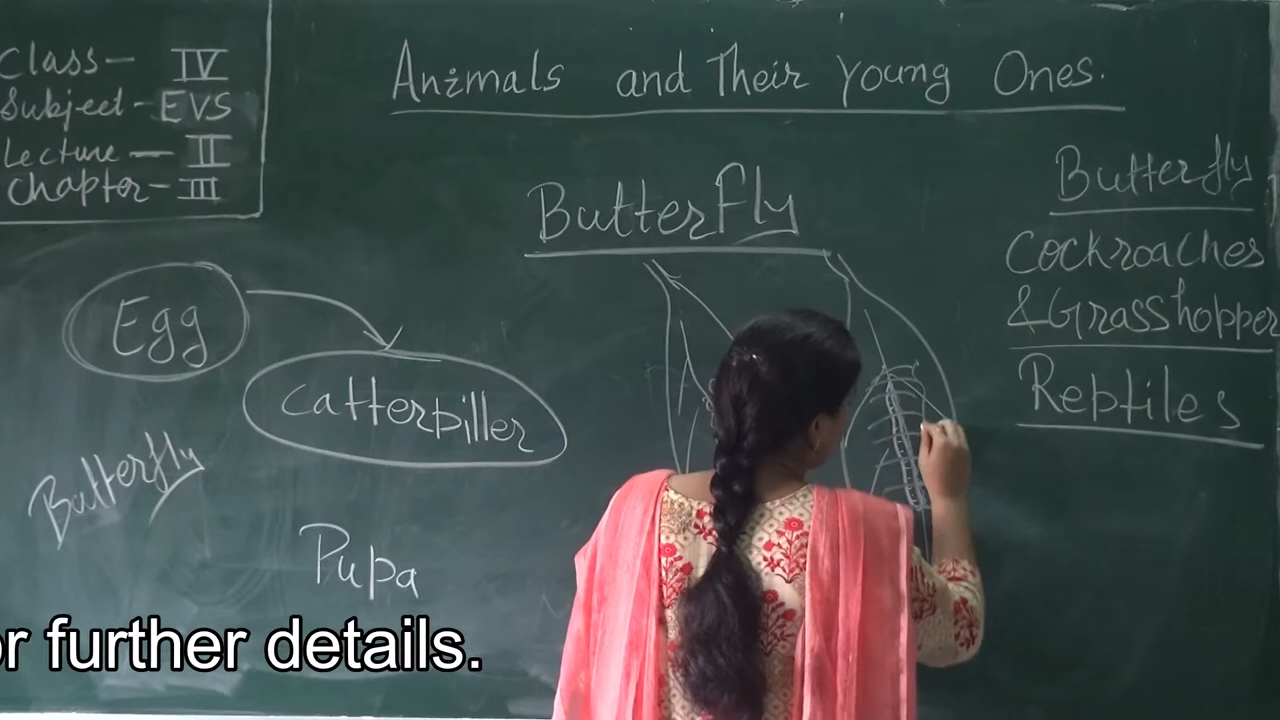 Class- IV
Subject- EVS
Lecture - II
Chapter- III
Animals and Their Young Ones.
ButterFly
Butterfly
Cockroaches
&Grasshopper
Reptiles
Egg
Catterpiller
Butterfly
Pupa
or further details.